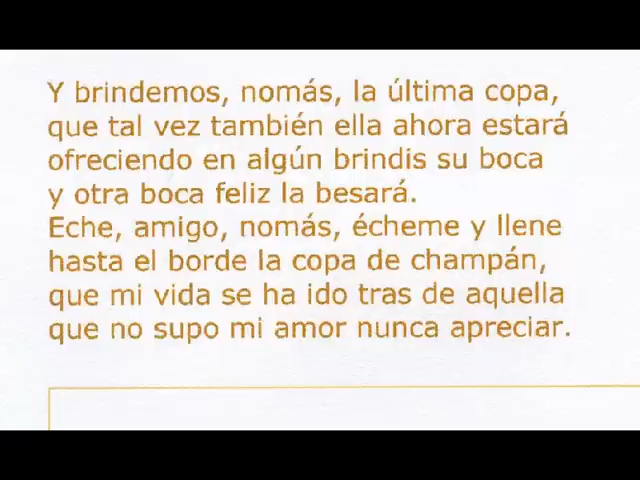 Y brindemos, nomás, la última copa,
que tal vez también ella ahora estará
ofreciendo en algún brindis su boca
y otra boca feliz la besará.
Eche, amigo, nomás, écheme y llene
hasta el borde la copa de champán,
que mi vida se ha ido tras de aquella
que no supo mi amor nunca apreciar.